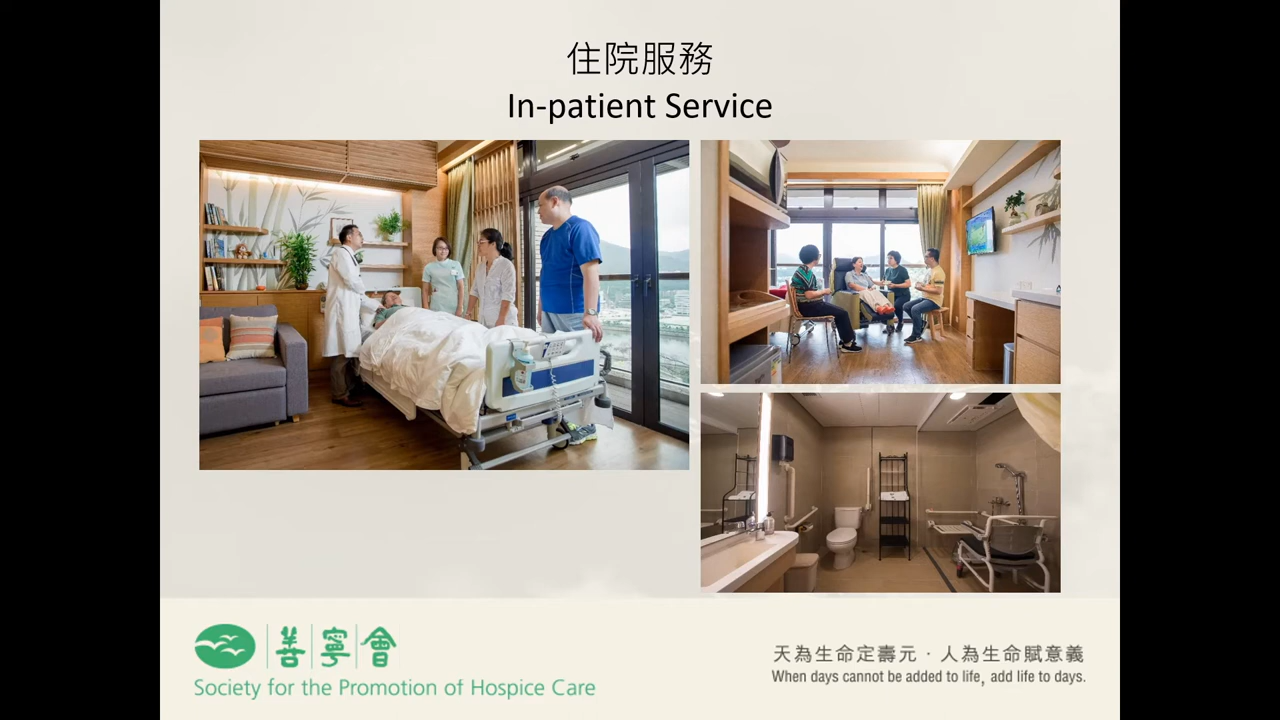 住院服務
In-patient Service
善寧會
Society for the Promotion of Hospice Care
天為生命定壽元 · 人為生命賦意義
When days cannot be added to life, add life to days.